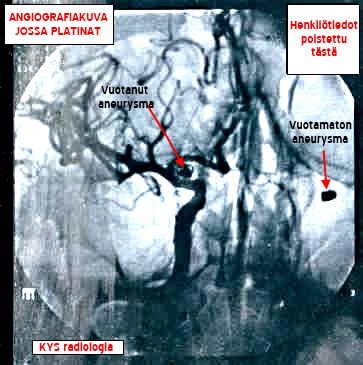 ANGIOGRAFIAKUVA
JOSSA PLATINAT
Henkilötiedot
poistettu
tästä
Vuotanut
aneurysma
Vuotamaton
aneurysma
KYS radiologia